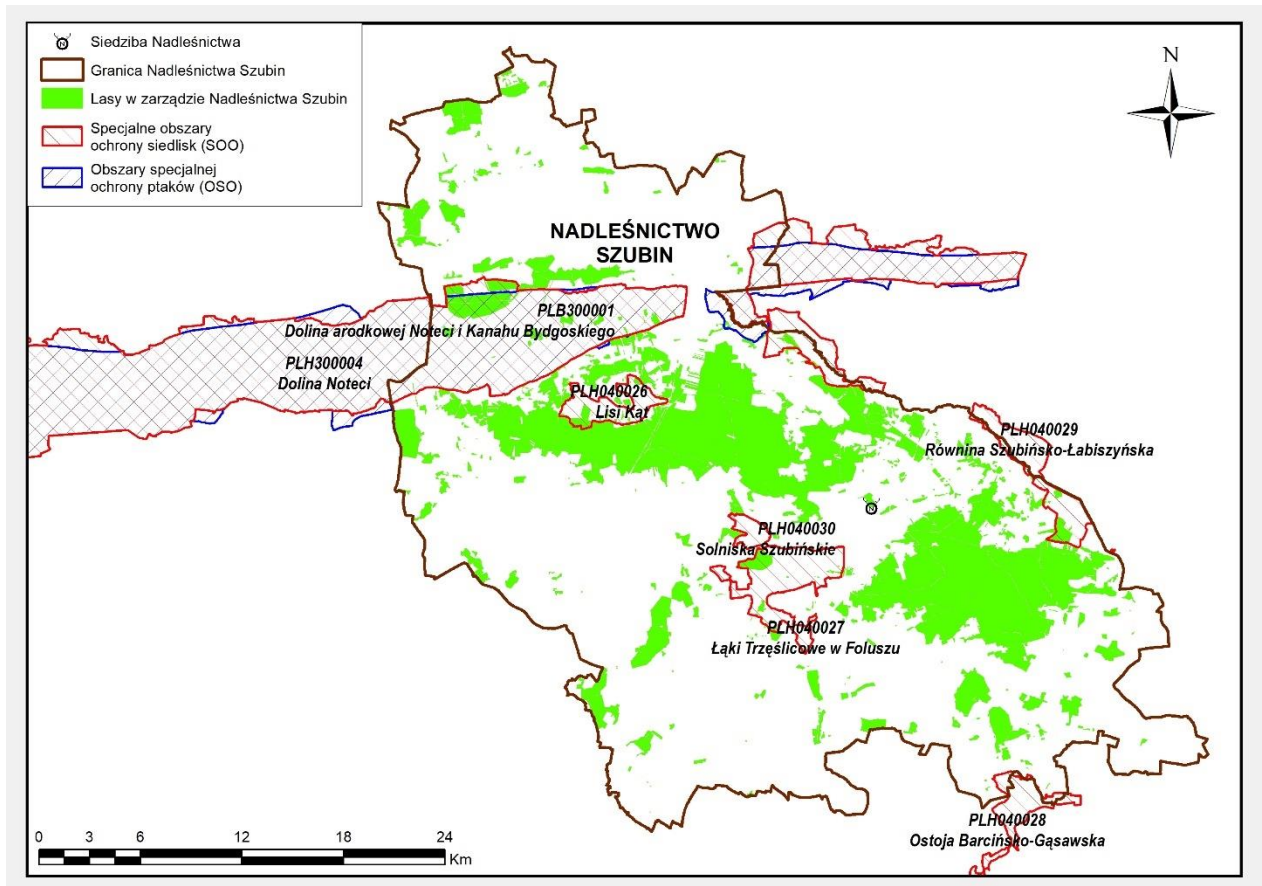 Siedziba Nadleśnictwa
Granica Nadleśnictwa Szubin
Lasy w zarządzie Nadleśnictwa Szubin
Specjalne obszary
ochrony siedlisk (SOO)
Obszary specjalnej
ochrony ptaków (OSO)
N
NADLEŚNICTWO
SZUBIN
PLB300001
Dolina arodkowej Noteci i Kanahu Bydgoskiego
PLH300004
Dolina Noteci
PLH040026
Lisi Kąt
PLH040029
Równina Szubińsko-Łabiszyńska
N
PLH040030
Solniska Szubińskie
PLH040027
Łąki Trzęślicowe w Foluszu
PLH040028
Ostoja Barcińsko-Gąsawska
0 3 6 12 18 24
Km